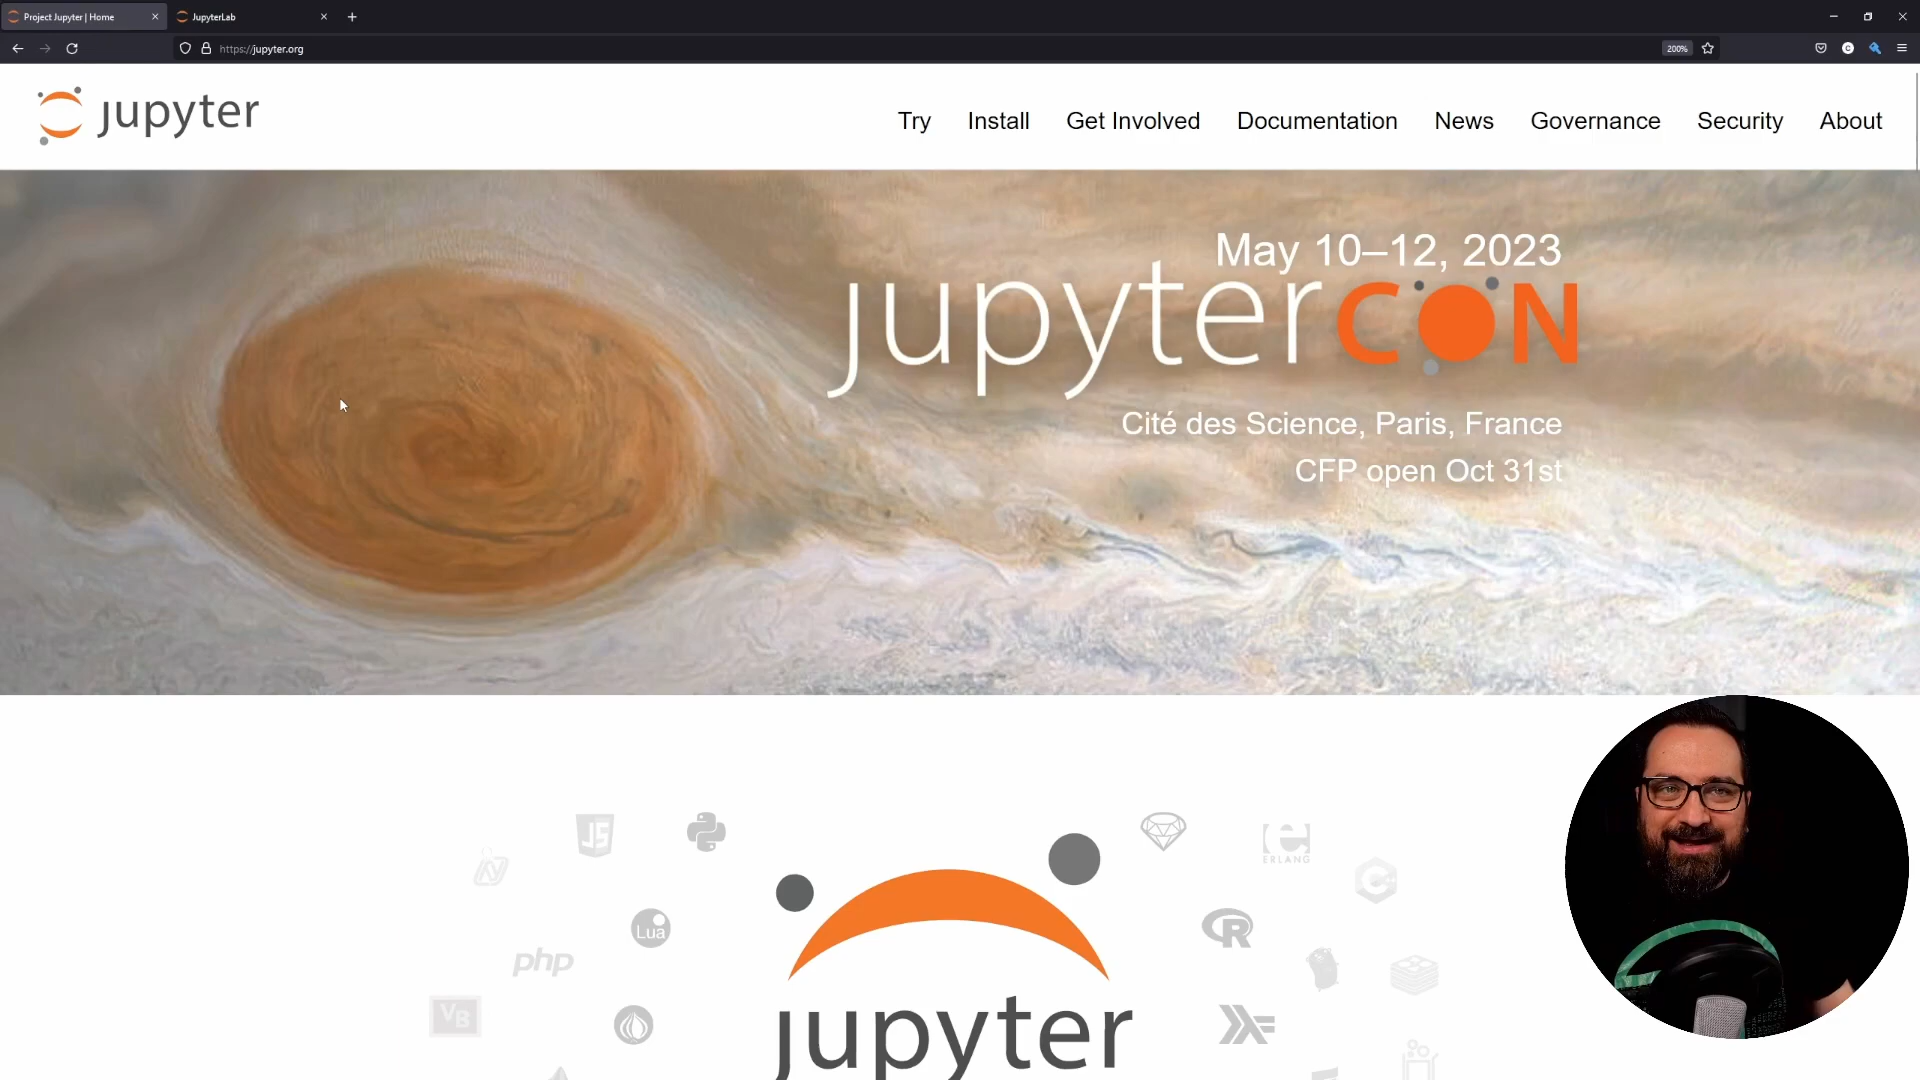 Project Jupyter | Home
JupyterLab
https://jupyter.org
200%
jupyter
Try
Install
Get Involved
Documentation
News
Governance
Security
About
May 10–12, 2023
jupyterCON
Cité des Science, Paris, France
CFP open Oct 31st
JS
ERLANG
C++
Lua
R
php
VB
jupyter